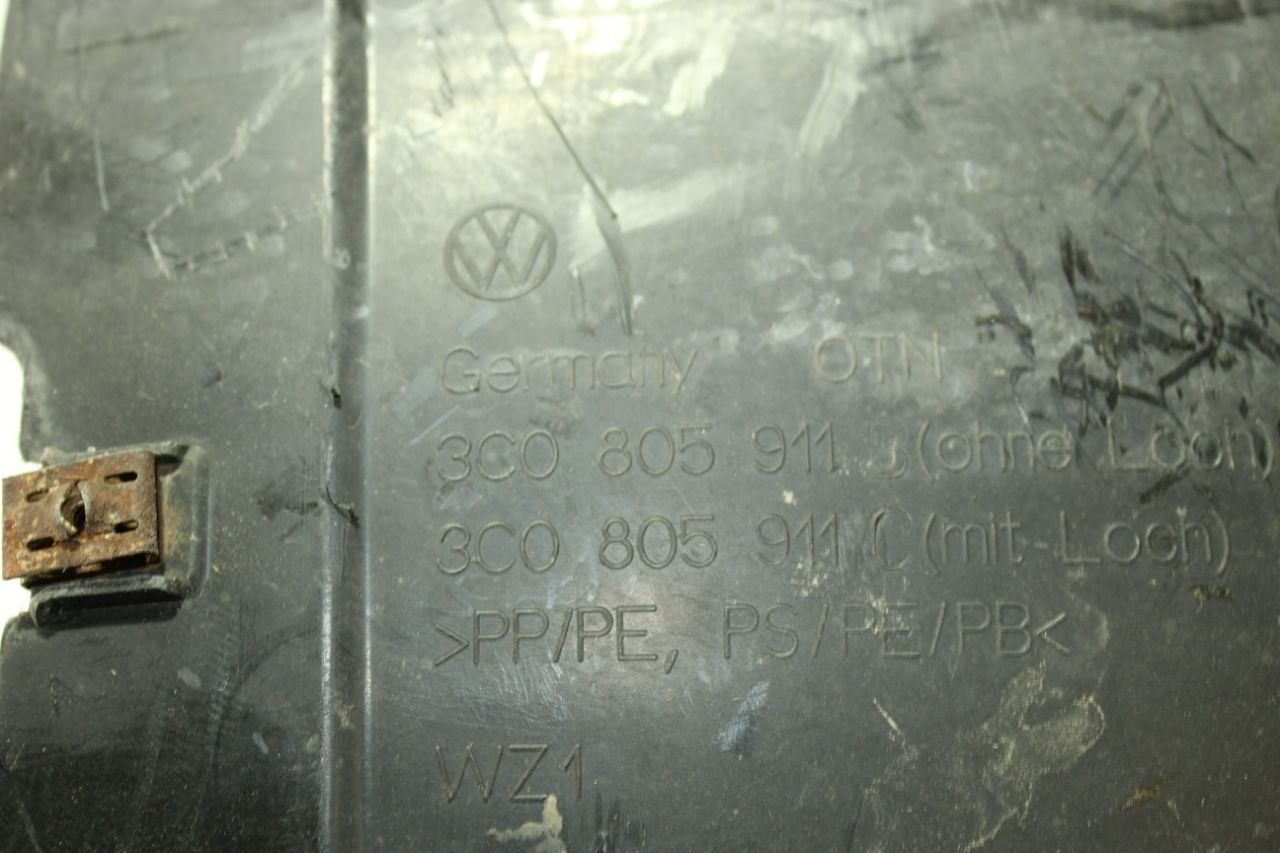 Germany OTN
3C0 805 911 B (ohne Loch)
3C0 805 911 C (mit Loch)
>PP/PE, PS/PE/PB<
WZ1